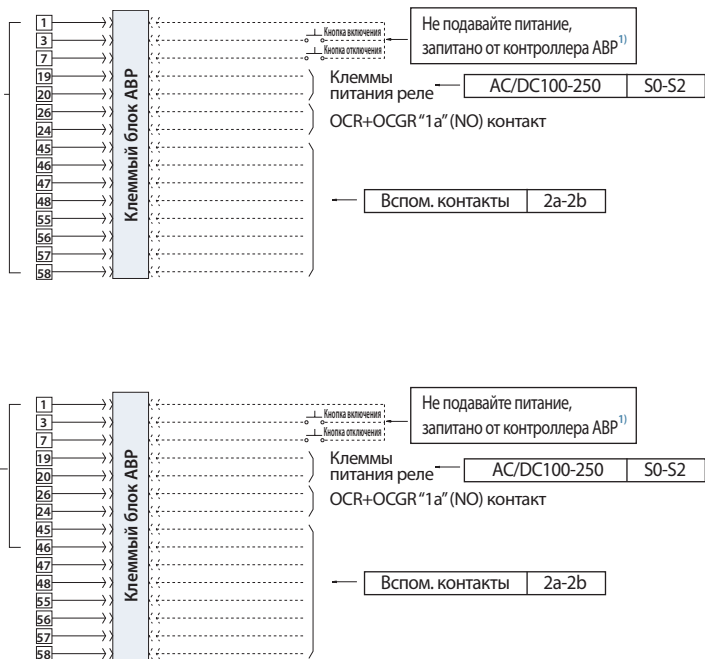 1
3
7
19
20
26
24
45
46
47
48
55
56
57
58
Клеммный блок АВР
Кнопка включения
Кнопка отключения
Не подавайте питание,
запитано от контроллера АВР1)
Клеммы
питания реле
AC/DC100-250 S0-S2
OCR+OCGR “1a” (NO) контакт
Вспом. контакты 2a-2b
1
3
7
19
20
26
24
45
46
47
48
55
56
57
58
Клеммный блок АВР
Кнопка включения
Кнопка отключения
Не подавайте питание,
запитано от контроллера АВР1)
Клеммы
питания реле
AC/DC100-250 S0-S2
OCR+OCGR “1a” (NO) контакт
Вспом. контакты 2a-2b